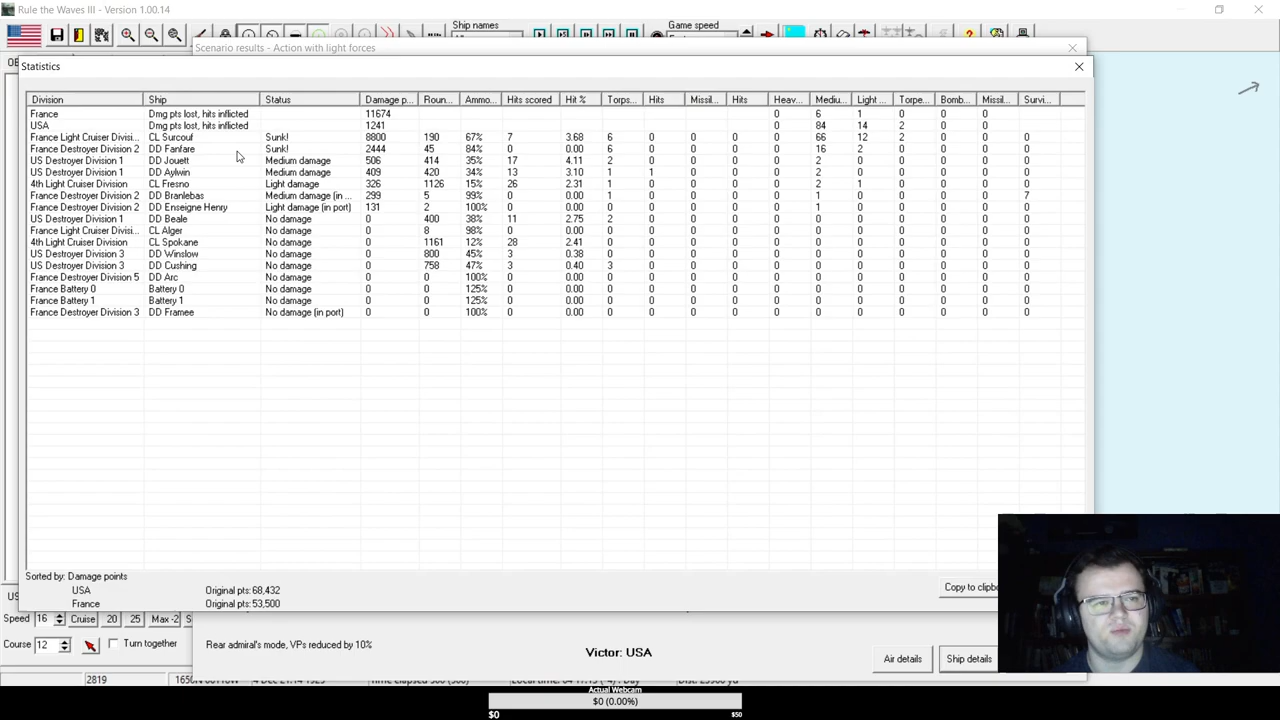 Rule the Waves III - Version 1.00.14
Ship names
Game speed
Scenario results - Action with light forces
Statistics
Division Ship Status Damage p... Roun... Ammo... Hits scored Hit % Torps... Hits Missil... Hits Heav... Mediu... Light ... Torpe... Bomb... Missil... Survi...
France Dmg pts lost, hits inflicted 11674 0 6 1 0 0 0
USA Dmg pts lost, hits inflicted 1241 0 84 14 2 0 0
France Light Cruiser Divisi... CL Surcouf Sunk! 8800 190 67% 7 3.68 6 0 0 0 0 66 12 2 0 0 0
France Destroyer Division 2 DD Fanfare Sunk! 2444 45 84% 0 0.00 6 0 0 0 0 16 2 0 0 0 0
US Destroyer Division 1 DD Jouett Medium damage 506 414 35% 17 4.11 2 0 0 0 0 2 0 0 0 0 0
US Destroyer Division 1 DD Aylwin Medium damage 409 420 34% 13 3.10 1 1 0 0 0 2 0 0 0 0 0
4th Light Cruiser Division CL Fresno Light damage 326 1126 15% 26 2.31 0 0 0 0 0 2 1 0 0 0 0
France Destroyer Division 2 DD Branlebas Medium damage (in ... 299 5 99% 0 0.00 1 0 0 0 0 1 0 0 0 0 7
France Destroyer Division 2 DD Enseigne Henry Light damage (in port) 131 2 100% 0 0.00 0 0 0 0 0 1 0 0 0 0 0
US Destroyer Division 1 DD Beale No damage 0 400 38% 11 2.75 2 0 0 0 0 0 0 0 0 0 0
France Light Cruiser Divisi... CL Alger No damage 0 8 98% 0 0.00 0 0 0 0 0 0 0 0 0 0 0
4th Light Cruiser Division CL Spokane No damage 0 1161 12% 28 2.41 0 0 0 0 0 0 0 0 0 0 0
US Destroyer Division 3 DD Winslow No damage 0 800 45% 3 0.38 0 0 0 0 0 0 0 0 0 0 0
US Destroyer Division 3 DD Cushing No damage 0 758 47% 3 0.40 3 0 0 0 0 0 0 0 0 0 0
France Destroyer Division 5 DD Arc No damage 0 0 100% 0 0.00 0 0 0 0 0 0 0 0 0 0 0
France Battery 0 Battery 0 No damage 0 0 125% 0 0.00 0 0 0 0 0 0 0 0 0 0 0
France Battery 1 Battery 1 No damage 0 0 125% 0 0.00 0 0 0 0 0 0 0 0 0 0 0
France Destroyer Division 3 DD Framee No damage (in port) 0 0 100% 0 0.00 0 0 0 0 0 0 0 0 0 0 0
Sorted by: Damage points
USA Original pts: 68,432
France Original pts: 53,500
Copy to clipbo
Speed 16 Cruise 20 25 Max -2 S
Course 12 Turn together
Rear admiral's mode, VPs reduced by 10%
Victor: USA
Air details Ship details
2819
Actual Webcam
$0 (0.00%)
$0 $50